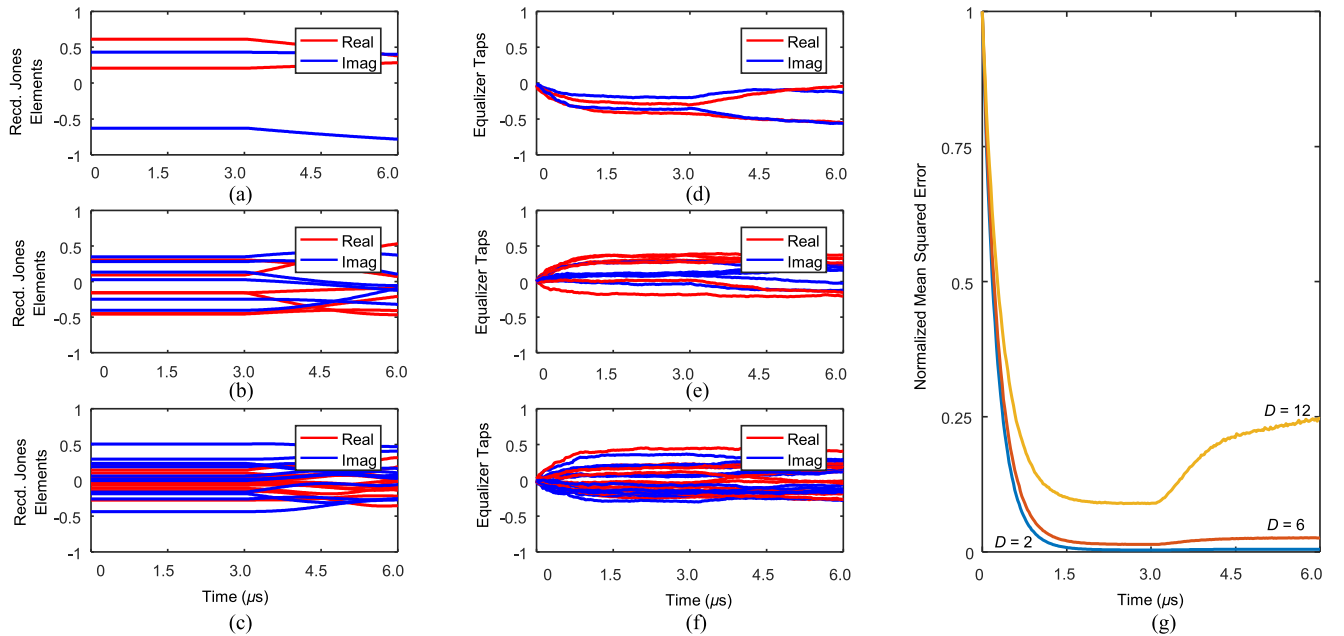 1
0.5
0
-0.5
-1
Recd. Jones
Elements
Real
Imag
0 1.5 3.0 4.5 6.0
(a)
1
0.5
0
-0.5
-1
Recd. Jones
Elements
Real
Imag
0 1.5 3.0 4.5 6.0
(b)
1
0.5
0
-0.5
-1
Recd. Jones
Elements
Real
Imag
0 1.5 3.0 4.5 6.0
Time (μs)
(c)
1
0.5
0
-0.5
-1
Equalizer Taps
Real
Imag
0 1.5 3.0 4.5 6.0
(d)
1
0.5
0
-0.5
-1
Equalizer Taps
Real
Imag
0 1.5 3.0 4.5 6.0
(e)
1
0.5
0
-0.5
-1
Equalizer Taps
Real
Imag
0 1.5 3.0 4.5 6.0
Time (μs)
(f)
1
0.75
0.5
0.25
0
Normalized Mean Squared Error
D = 12
D = 6
D = 2
0 1.5 3.0 4.5 6.0
Time (μs)
(g)